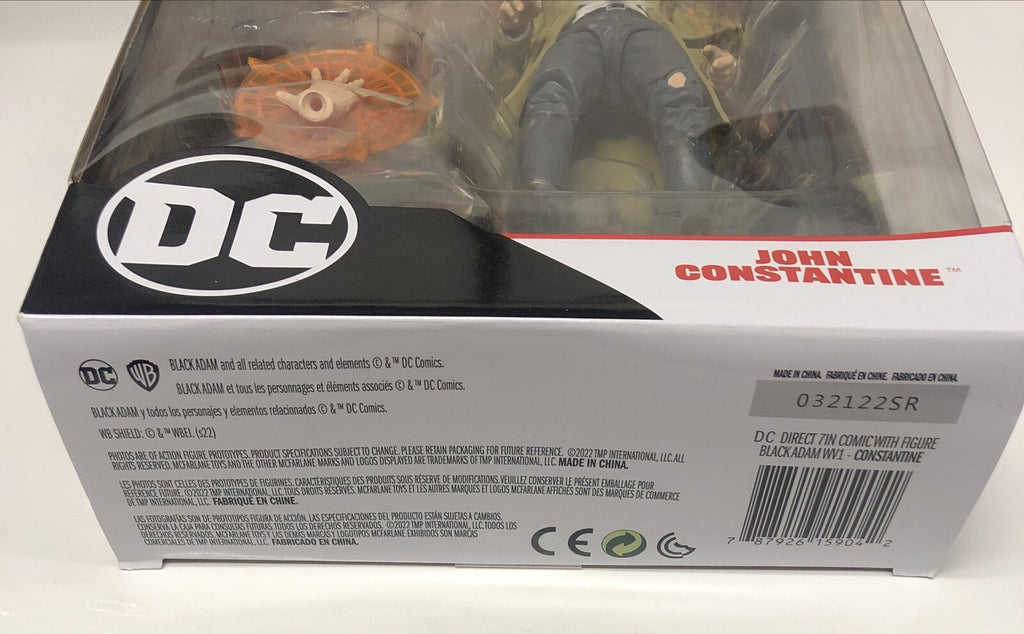 DC
JOHN
CONSTANTINE™
DC WB BLACK ADAM and all related characters and elements © & ™ DC Comics.
BLACK ADAM et tous les personnages et éléments associés © & ™ DC Comics.
BLACK ADAM y todos los personajes y elementos relacionados © & ™ DC Comics.
WB SHIELD: © & ™ WBEI. (s22)
PHOTOS ARE OF ACTION FIGURE PROTOTYPES. PRODUCT SPECIFICATIONS SUBJECT TO CHANGE. PLEASE RETAIN PACKAGING FOR FUTURE REFERENCE. ©2022 TMP INTERNATIONAL, LLC. ALL
RIGHTS RESERVED. MCFARLANE TOYS AND THE OTHER MCFARLANE MARKS AND LOGOS DISPLAYED ARE TRADEMARKS OF TMP INTERNATIONAL, LLC. MADE IN CHINA.
LES PHOTOS SONT CELLES DES PROTOTYPES DE FIGURINES. CARACTÉRISTIQUES DES PRODUITS SOUS RÉSERVE DE MODIFICATIONS. VEUILLEZ CONSERVER LE PRÉSENT EMBALLAGE POUR
RÉFÉRENCE FUTURE. ©2022 TMP INTERNATIONAL, LLC. TOUS DROITS RÉSERVÉS. MCFARLANE TOYS ET LES AUTRES MARQUES ET LOGOS MCFARLANE AFFICHÉS SONT DES MARQUES DE COMMERCE
DE TMP INTERNATIONAL, LLC. FABRIQUÉ EN CHINE.
LAS FOTOGRAFÍAS SON DE PROTOTIPOS FIGURA DE ACCIÓN. LAS ESPECIFICACIONES DEL PRODUCTO ESTÁN SUJETAS A CAMBIOS.
CONSERVA LA CAJA PARA CONSULTAS FUTURAS. TODOS LOS DERECHOS RESERVADOS. ©2022 TMP INTERNATIONAL, LLC. TODOS LOS
DERECHOS RESERVADOS. MCFARLANE TOYS Y LAS DEMÁS MARCAS Y LOGOTIPOS MCFARLANE EXHIBIDOS SON MARCAS
COMERCIALES DE TMP INTERNATIONAL, LLC. FABRICADO EN CHINA.
CE
MADE IN CHINA. FABRIQUÉ EN CHINE. FABRICADO EN CHINA.
032122SR
DC DIRECT 7IN COMIC WITH FIGURE
BLACK ADAM WV1 - CONSTANTINE
7 87926 15904 2